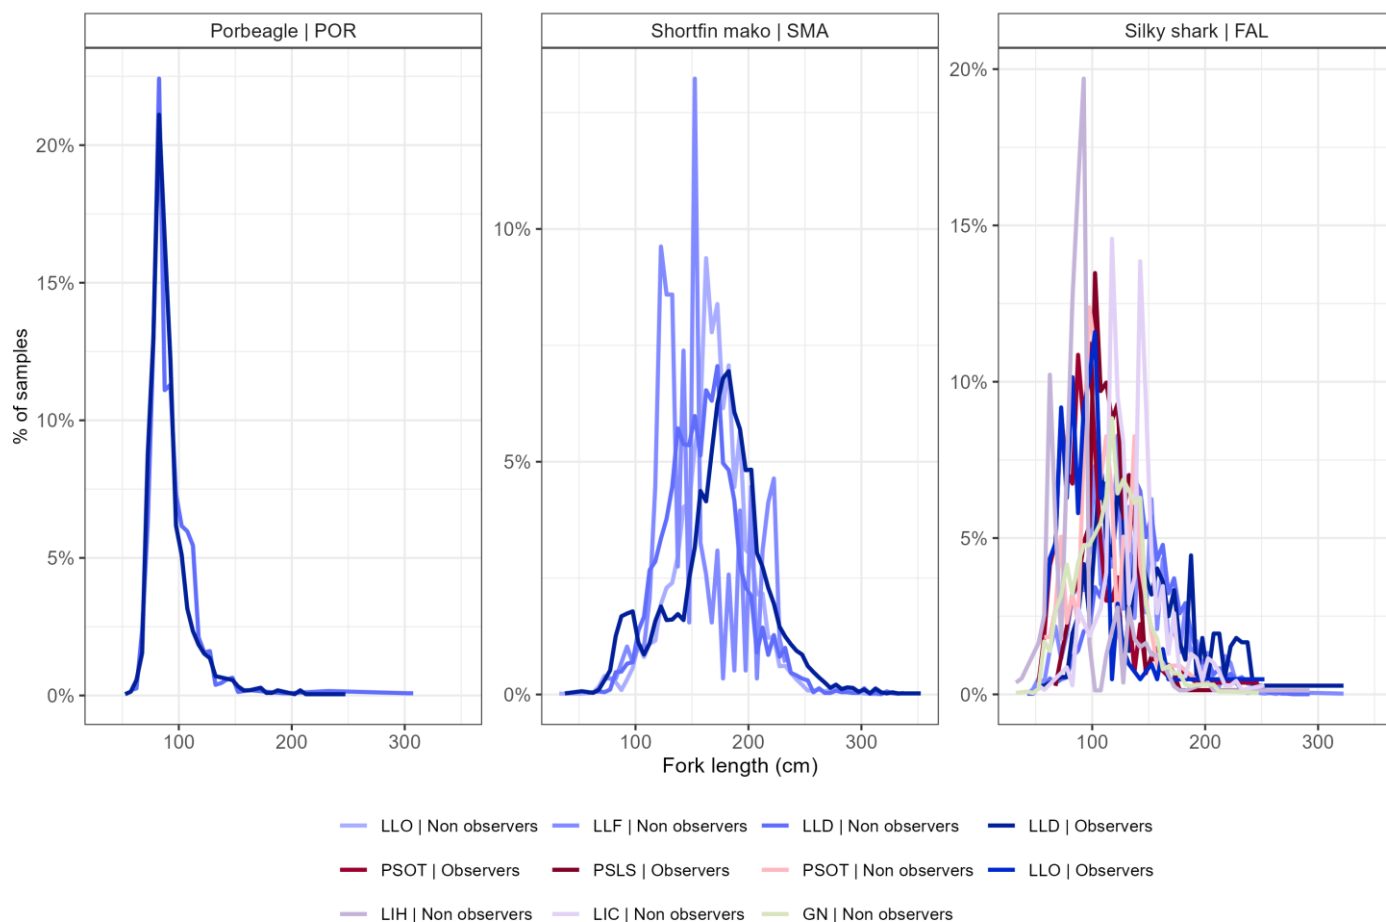 Porbeagle | POR
Shortfin mako | SMA
Silky shark | FAL
% of samples
20%
15%
10%
5%
0%
10%
5%
0%
20%
15%
10%
5%
0%
100 200 300
100 200 300
100 200 300
Fork length (cm)
LLO | Non observers LLF | Non observers LLD | Non observers LLD | Observers
PSOT | Observers PSLS | Observers PSOT | Non observers LLO | Observers
LIH | Non observers LIC | Non observers GN | Non observers